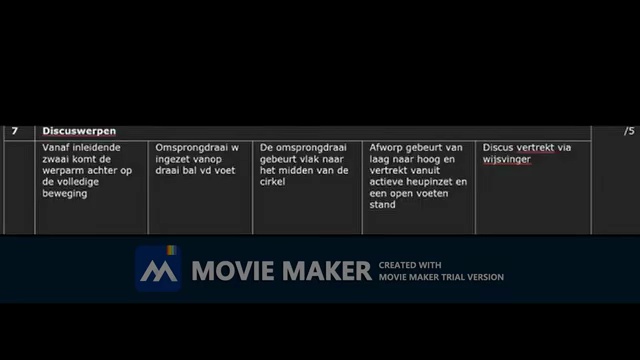 7 Discuswerpen /5
Vanaf inleidende
zwaai komt de
werparm achter op
de volledige
beweging
Omsprongdraai w
ingezet vanop
draai bal vd voet
De omsprongdraai
gebeurt vlak naar
het midden van de
cirkel
Afworp gebeurt van
laag naar hoog en
vertrekt vanuit
actieve heupinzet en
een open voeten
stand
Discus vertrekt via
wijsvinger
MOVIE MAKER
CREATED WITH
MOVIE MAKER TRIAL VERSION